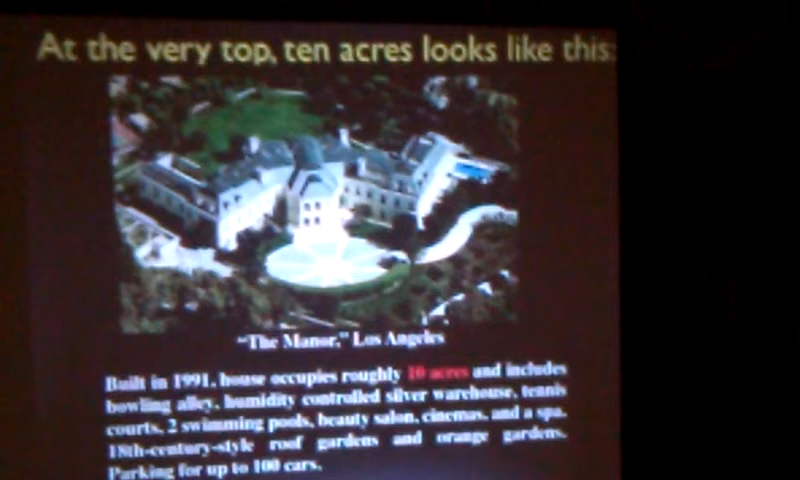 At the very top, ten acres looks like this:
"The Manor," Los Angeles
Built in 1991, house occupies roughly 10 acres and includes
bowling alley, humidity controlled silver warehouse, tennis
courts, 2 swimming pools, beauty salon, cinemas, and a spa.
18th-century-style roof gardens and orange gardens.
Parking for up to 100 cars.